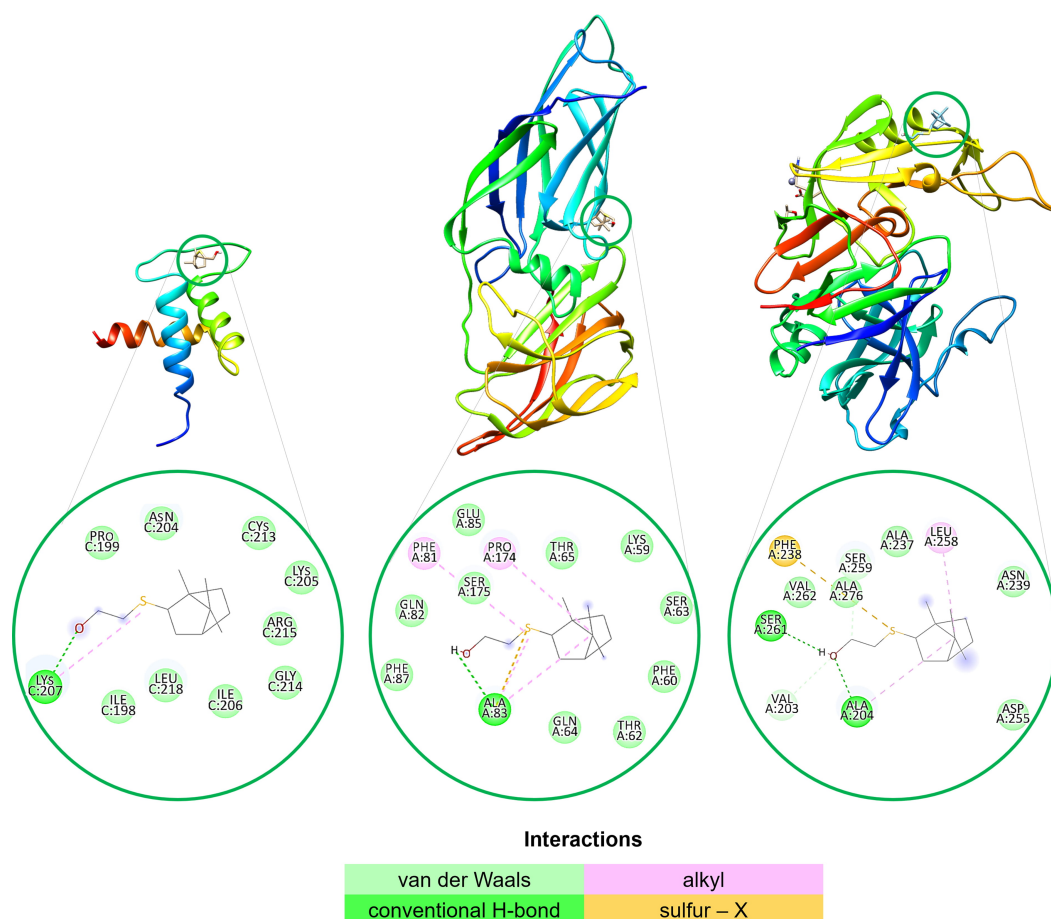 PRO
C:199
ASN
C:204
CYS
C:213
LYS
C:205
ARG
C:215
GLY
C:214
ILE
C:206
LEU
C:218
ILE
C:198
LYS
C:207
O
S
GLU
A:85
PHE
A:81
PRO
A:174
THR
A:65
LYS
A:59
SER
A:175
GLN
A:82
SER
A:63
PHE
A:87
PHE
A:60
ALA
A:83
GLN
A:64
THR
A:62
H
O
S
PHE
A:238
SER
A:259
ALA
A:237
LEU
A:258
VAL
A:262
ALA
A:276
ASN
A:239
SER
A:261
VAL
A:203
ALA
A:204
ASP
A:255
H
O
S
Interactions
van der Waals
alkyl
conventional H-bond
sulfur – X